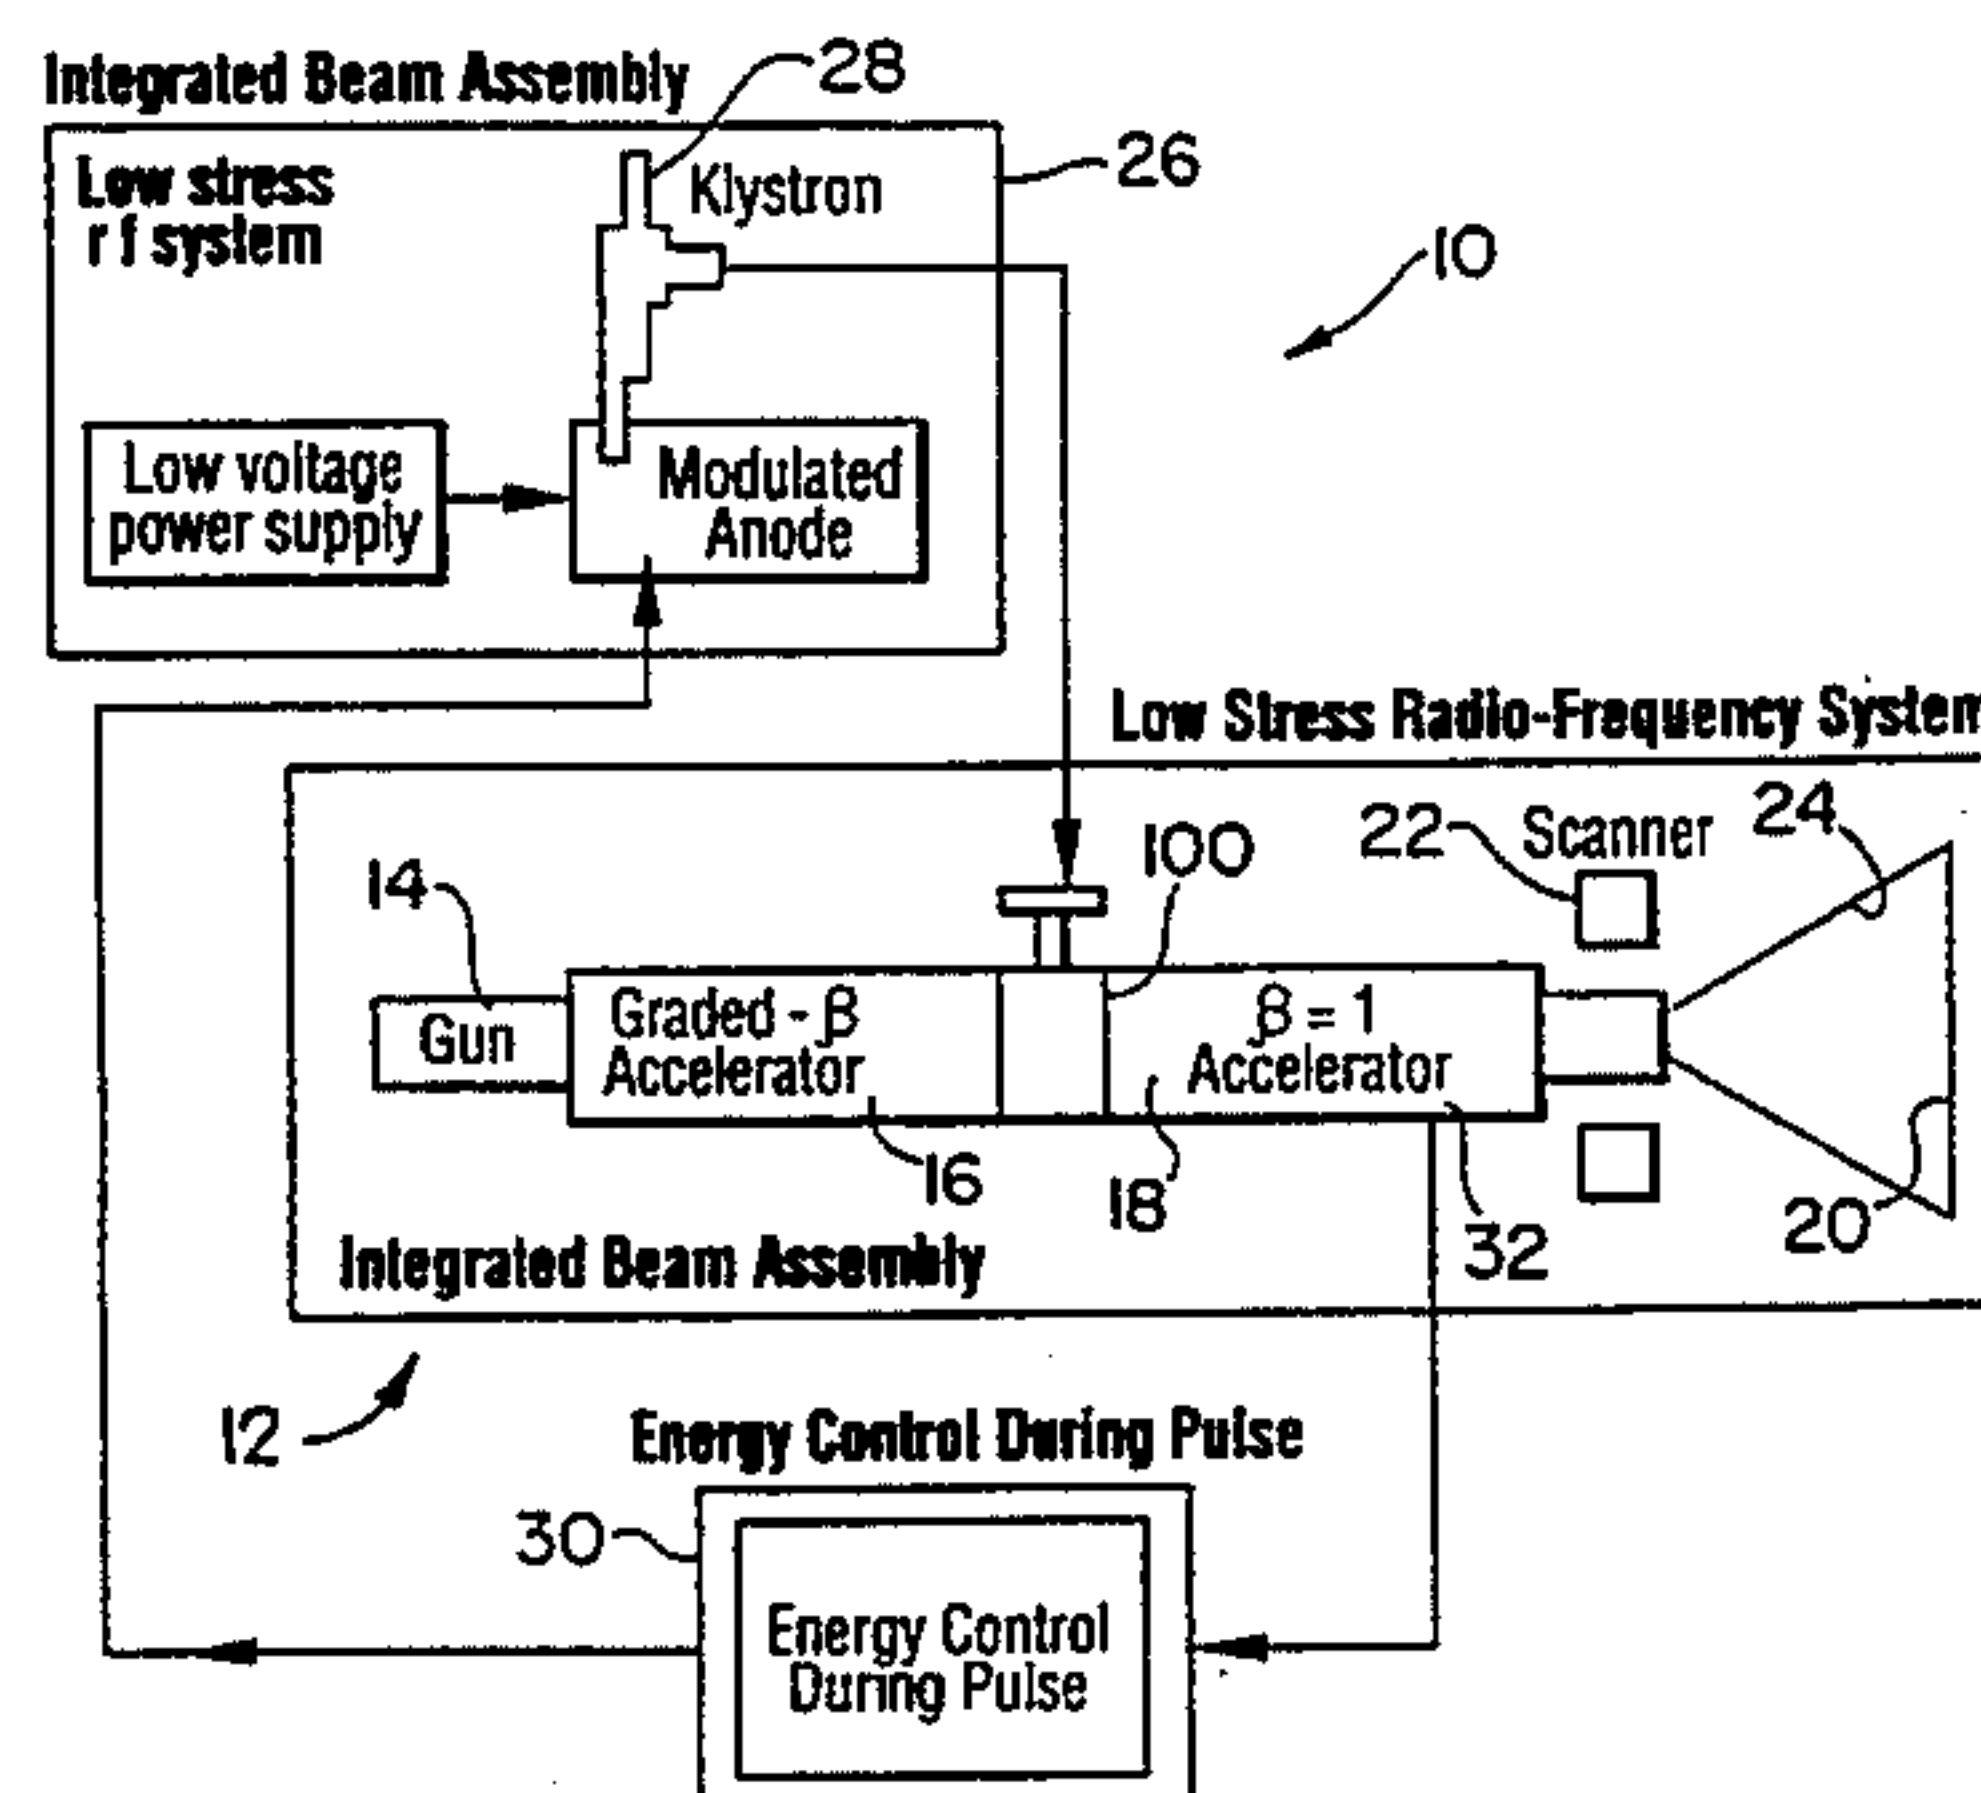 Integrated Beam Assembly
28
26
Low stress
r f system
Klystron
10
Low voltage
power supply
Modulated
Anode
Low Stress Radio-Frequency System
22
Scanner
24
100
14
Gun
Graded - β
Accelerator
β = 1
Accelerator
16
18
32
20
Integrated Beam Assembly
12
Energy Control During Pulse
30
Energy Control
During Pulse